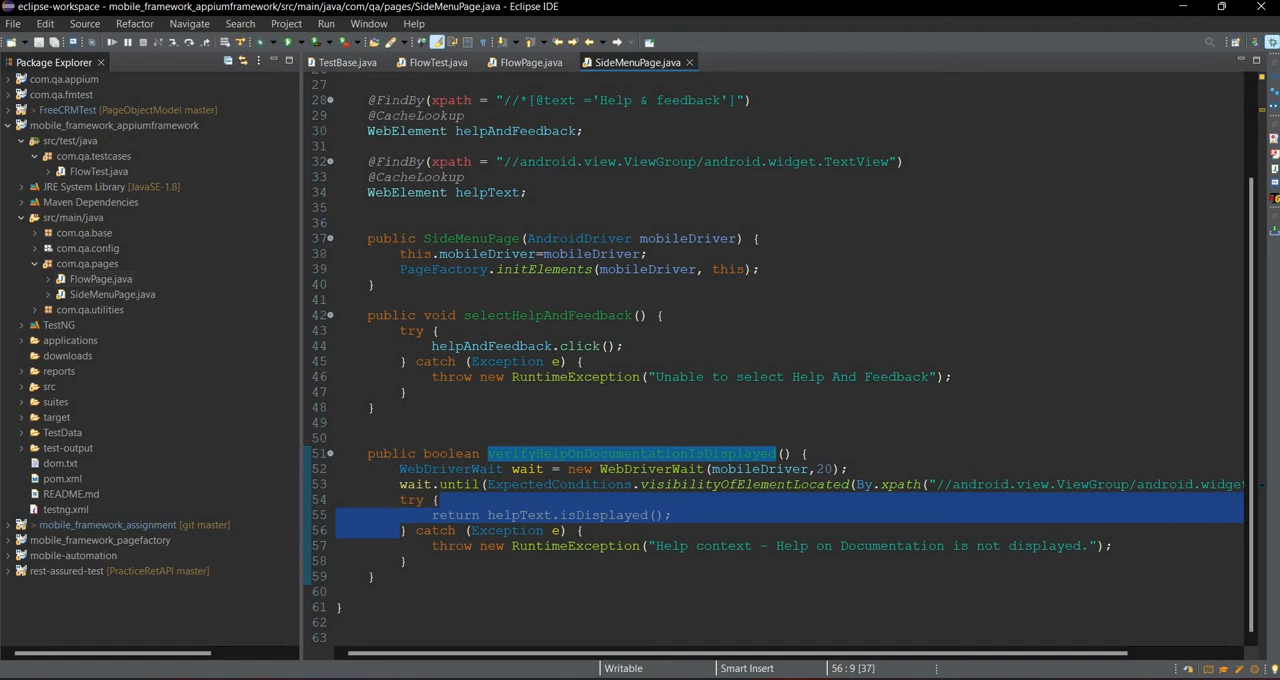 eclipse-workspace - mobile_framework_appiumframework/src/main/java/com/qa/pages/SideMenuPage.java - Eclipse IDE
File Edit Source Refactor Navigate Search Project Run Window Help
Package Explorer
TestBase.java FlowTest.java FlowPage.java SideMenuPage.java
com.qa.appium
com.qa.fmtest
> FreeCRMTest [PageObjectModel master]
mobile_framework_appiumframework
src/test/java
com.qa.testcases
FlowTest.java
JRE System Library [JavaSE-1.8]
Maven Dependencies
src/main/java
com.qa.base
com.qa.config
com.qa.pages
FlowPage.java
SideMenuPage.java
com.qa.utilities
TestNG
applications
downloads
reports
src
suites
target
TestData
test-output
dom.txt
pom.xml
README.md
testng.xml
> mobile_framework_assignment [git master]
mobile_framework_pagefactory
mobile-automation
rest-assured-test [PracticeRetAPI master]
27
28 @FindBy(xpath = "//*[@text ='Help & feedback']")
29 @CacheLookup
30 WebElement helpAndFeedback;
31
32 @FindBy(xpath = "//android.view.ViewGroup/android.widget.TextView")
33 @CacheLookup
34 WebElement helpText;
35
36
37 public SideMenuPage(AndroidDriver mobileDriver) {
38 this.mobileDriver=mobileDriver;
39 PageFactory.initElements(mobileDriver, this);
40 }
41
42 public void selectHelpAndFeedback() {
43 try {
44 helpAndFeedback.click();
45 } catch (Exception e) {
46 throw new RuntimeException("Unable to select Help And Feedback");
47 }
48 }
49
50
51 public boolean verifyHelpOnDocumentationIsDisplayed() {
52 WebDriverWait wait = new WebDriverWait(mobileDriver,20);
53 wait.until(ExpectedConditions.visibilityOfElementLocated(By.xpath("//android.view.ViewGroup/android.widget
54 try {
55 return helpText.isDisplayed();
56 } catch (Exception e) {
57 throw new RuntimeException("Help context - Help on Documentation is not displayed.");
58 }
59 }
60
61 }
62
63
Writable Smart Insert 56 : 9 [37]